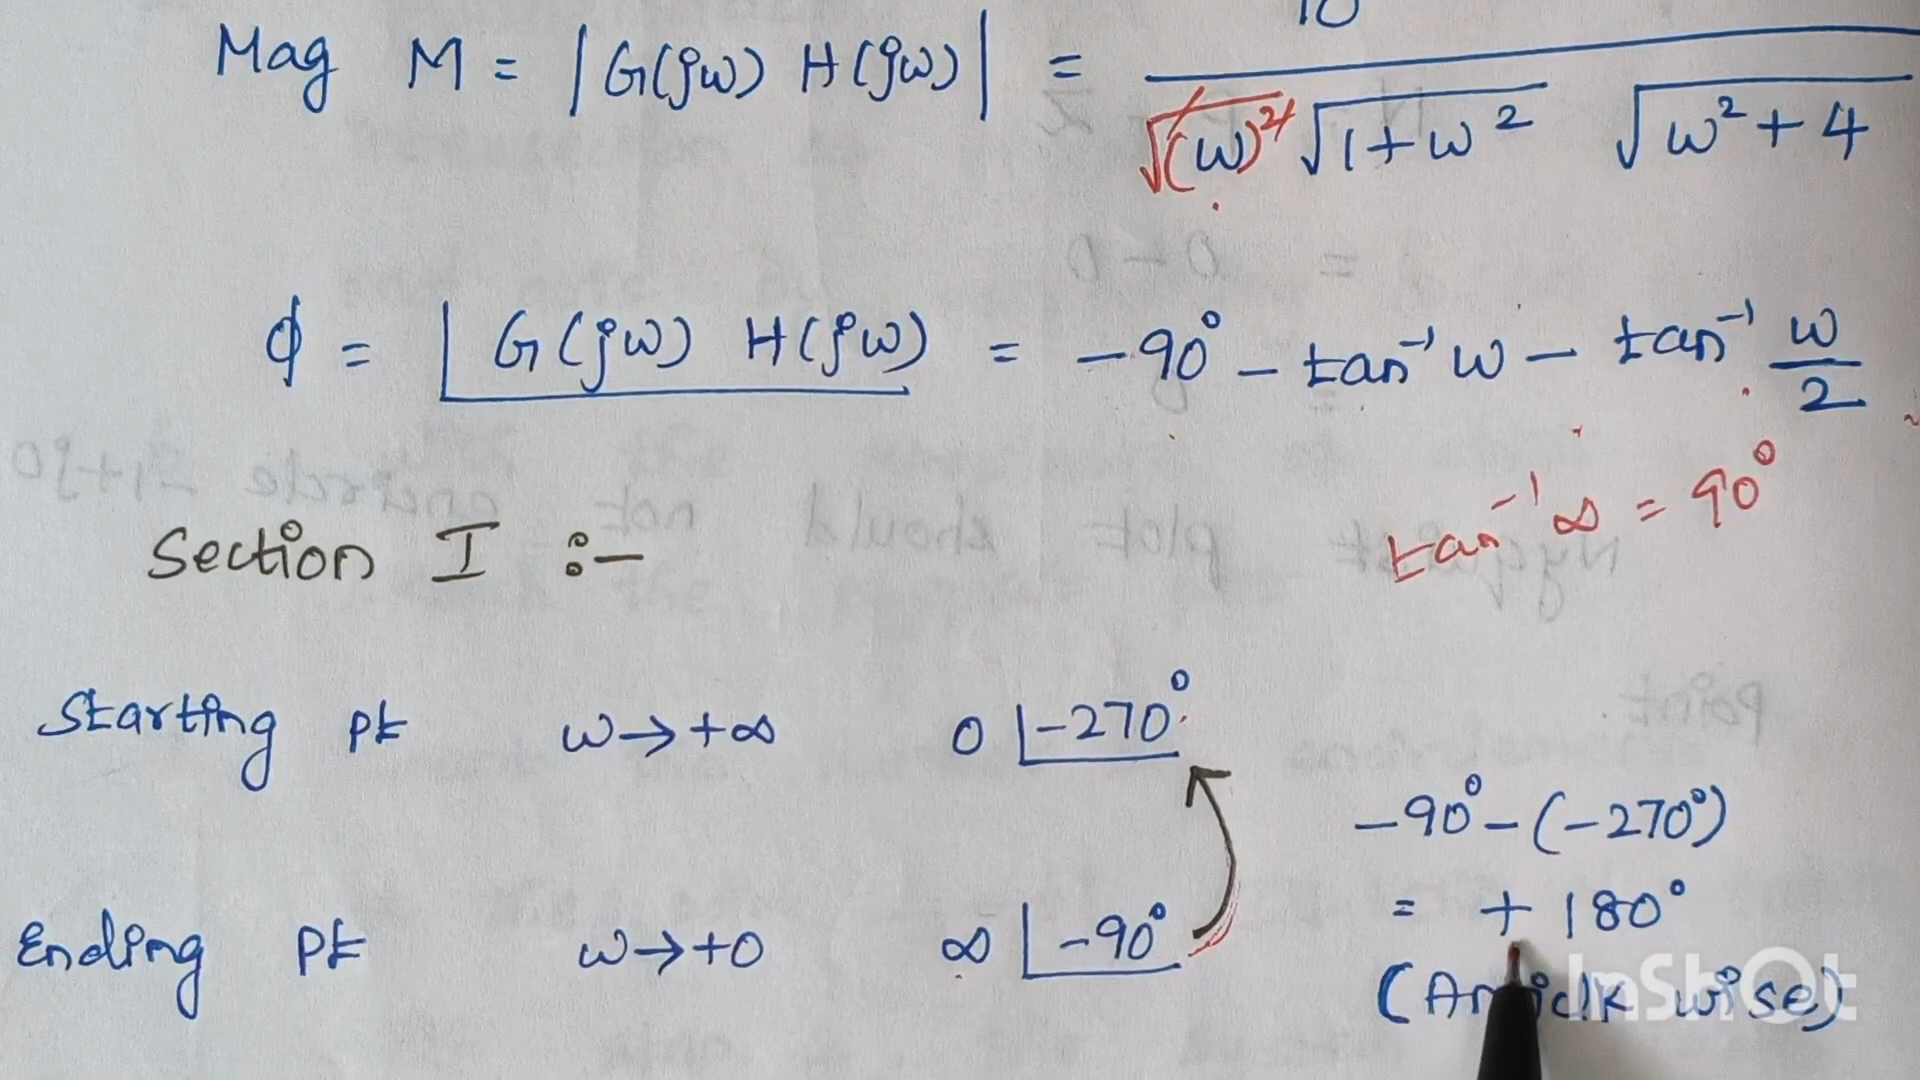 10
Mag M = |G(jω) H(jω)| = √(ω)² √1+ω² √ω²+4
ϕ = ∠G(jω) H(jω) = -90° - tan⁻¹ω - tan⁻¹ ω/2
tan⁻¹∞ = 90°
Section I :-
Starting pt ω→+∞ 0∠-270°
-90°-(-270°)
= + 180°
Ending pt ω→+0 ∞∠-90°
wise)
InShOt